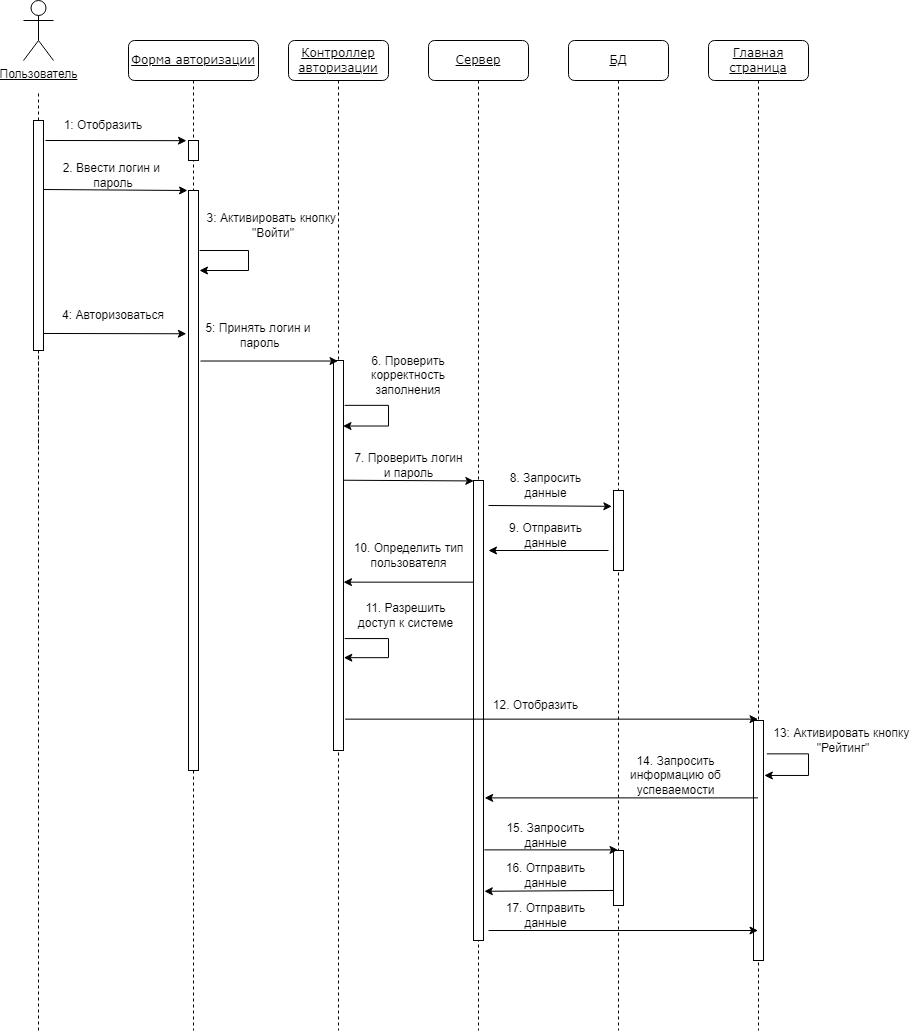 Пользователь
Форма авторизации
Контроллер
авторизации
Сервер
БД
Главная
страница
1: Отобразить
2. Ввести логин и
пароль
3: Активировать кнопку
"Войти"
4: Авторизоваться
5: Принять логин и
пароль
6. Проверить
корректность
заполнения
7. Проверить логин
и пароль
8. Запросить
данные
9. Отправить
данные
10. Определить тип
пользователя
11. Разрешить
доступ к системе
12. Отобразить
13: Активировать кнопку
"Рейтинг"
14. Запросить
информацию об
успеваемости
15. Запросить
данные
16. Отправить
данные
17. Отправить
данные